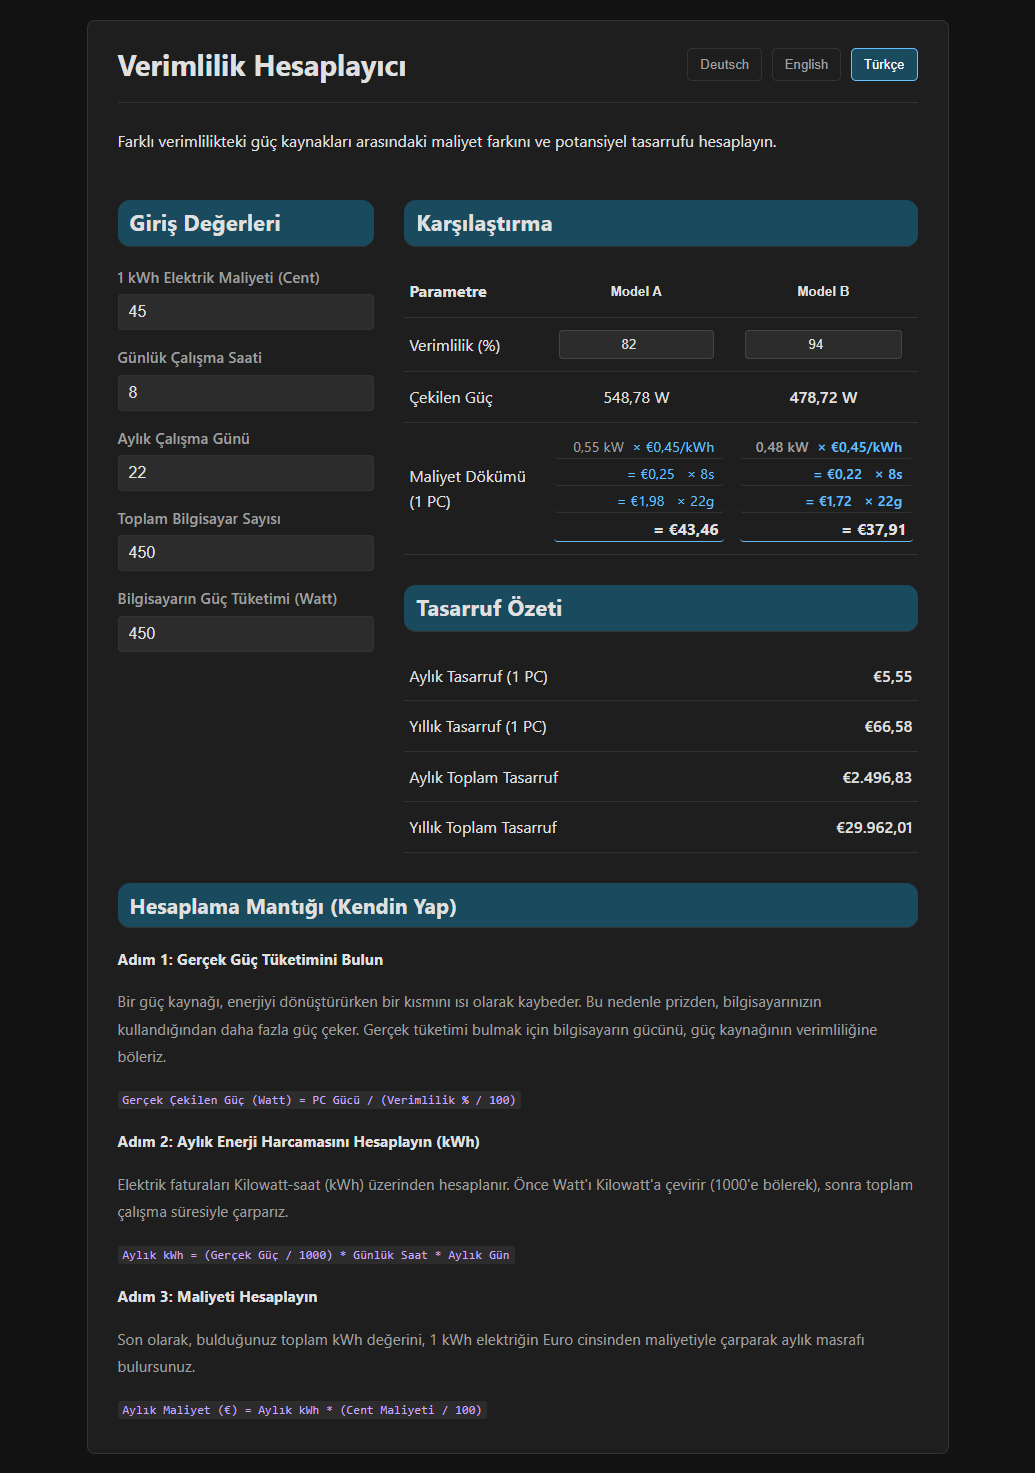 Verimlilik Hesaplayıcı
Deutsch
English
Türkçe
Farklı verimlilikteki güç kaynakları arasındaki maliyet farkını ve potansiyel tasarrufu hesaplayın.
Giriş Değerleri
1 kWh Elektrik Maliyeti (Cent)
45
Günlük Çalışma Saati
8
Aylık Çalışma Günü
22
Toplam Bilgisayar Sayısı
450
Bilgisayarın Güç Tüketimi (Watt)
450
Karşılaştırma
Parametre Model A Model B
Verimlilik (%) 82 94
Çekilen Güç 548,78 W 478,72 W
Maliyet Dökümü
(1 PC)
0,55 kW × €0,45/kWh
= €0,25 × 8s
= €1,98 × 22g
= €43,46
0,48 kW × €0,45/kWh
= €0,22 × 8s
= €1,72 × 22g
= €37,91
Tasarruf Özeti
Aylık Tasarruf (1 PC) €5,55
Yıllık Tasarruf (1 PC) €66,58
Aylık Toplam Tasarruf €2.496,83
Yıllık Toplam Tasarruf €29.962,01
Hesaplama Mantığı (Kendin Yap)
Adım 1: Gerçek Güç Tüketimini Bulun
Bir güç kaynağı, enerjiyi dönüştürürken bir kısmını ısı olarak kaybeder. Bu nedenle prizden, bilgisayarınızın
kullandığından daha fazla güç çeker. Gerçek tüketimi bulmak için bilgisayarın gücünü, güç kaynağının verimliliğine
böleriz.
Gerçek Çekilen Güç (Watt) = PC Gücü / (Verimlilik % / 100)
Adım 2: Aylık Enerji Harcamasını Hesaplayın (kWh)
Elektrik faturaları Kilowatt-saat (kWh) üzerinden hesaplanır. Önce Watt'ı Kilowatt'a çevirir (1000'e bölerek), sonra toplam
çalışma süresiyle çarparız.
Aylık kWh = (Gerçek Güç / 1000) * Günlük Saat * Aylık Gün
Adım 3: Maliyeti Hesaplayın
Son olarak, bulduğunuz toplam kWh değerini, 1 kWh elektriğin Euro cinsinden maliyetiyle çarparak aylık masrafı
bulursunuz.
Aylık Maliyet (€) = Aylık kWh * (Cent Maliyeti / 100)